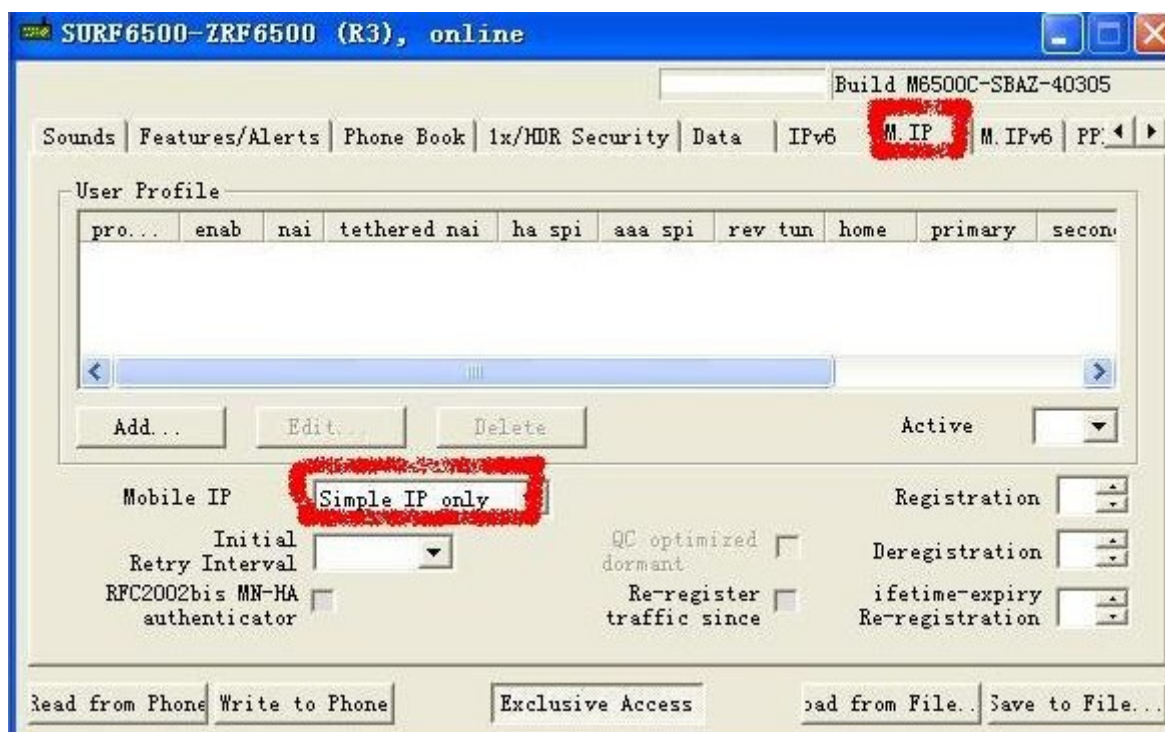 SURF6500-ZRF6500 (R3), online
Build M6500C-SBAZ-40305
Sounds Features/Alerts Phone Book 1x/HDR Security Data IPv6 M.IP M.IPv6 PP
User Profile
pro... enab nai tethered nai ha spi aaa spi rev tun home primary secon
Add... Edit... Delete Active
Mobile IP Simple IP only Registration
Initial
Retry Interval
QC optimized
dormant
Deregistration
RFC2002bis MN-HA
authenticator
Re-register
traffic since
ifetime-expiry
Re-registration
Read from Phone Write to Phone Exclusive Access oad from File.. Save to File...